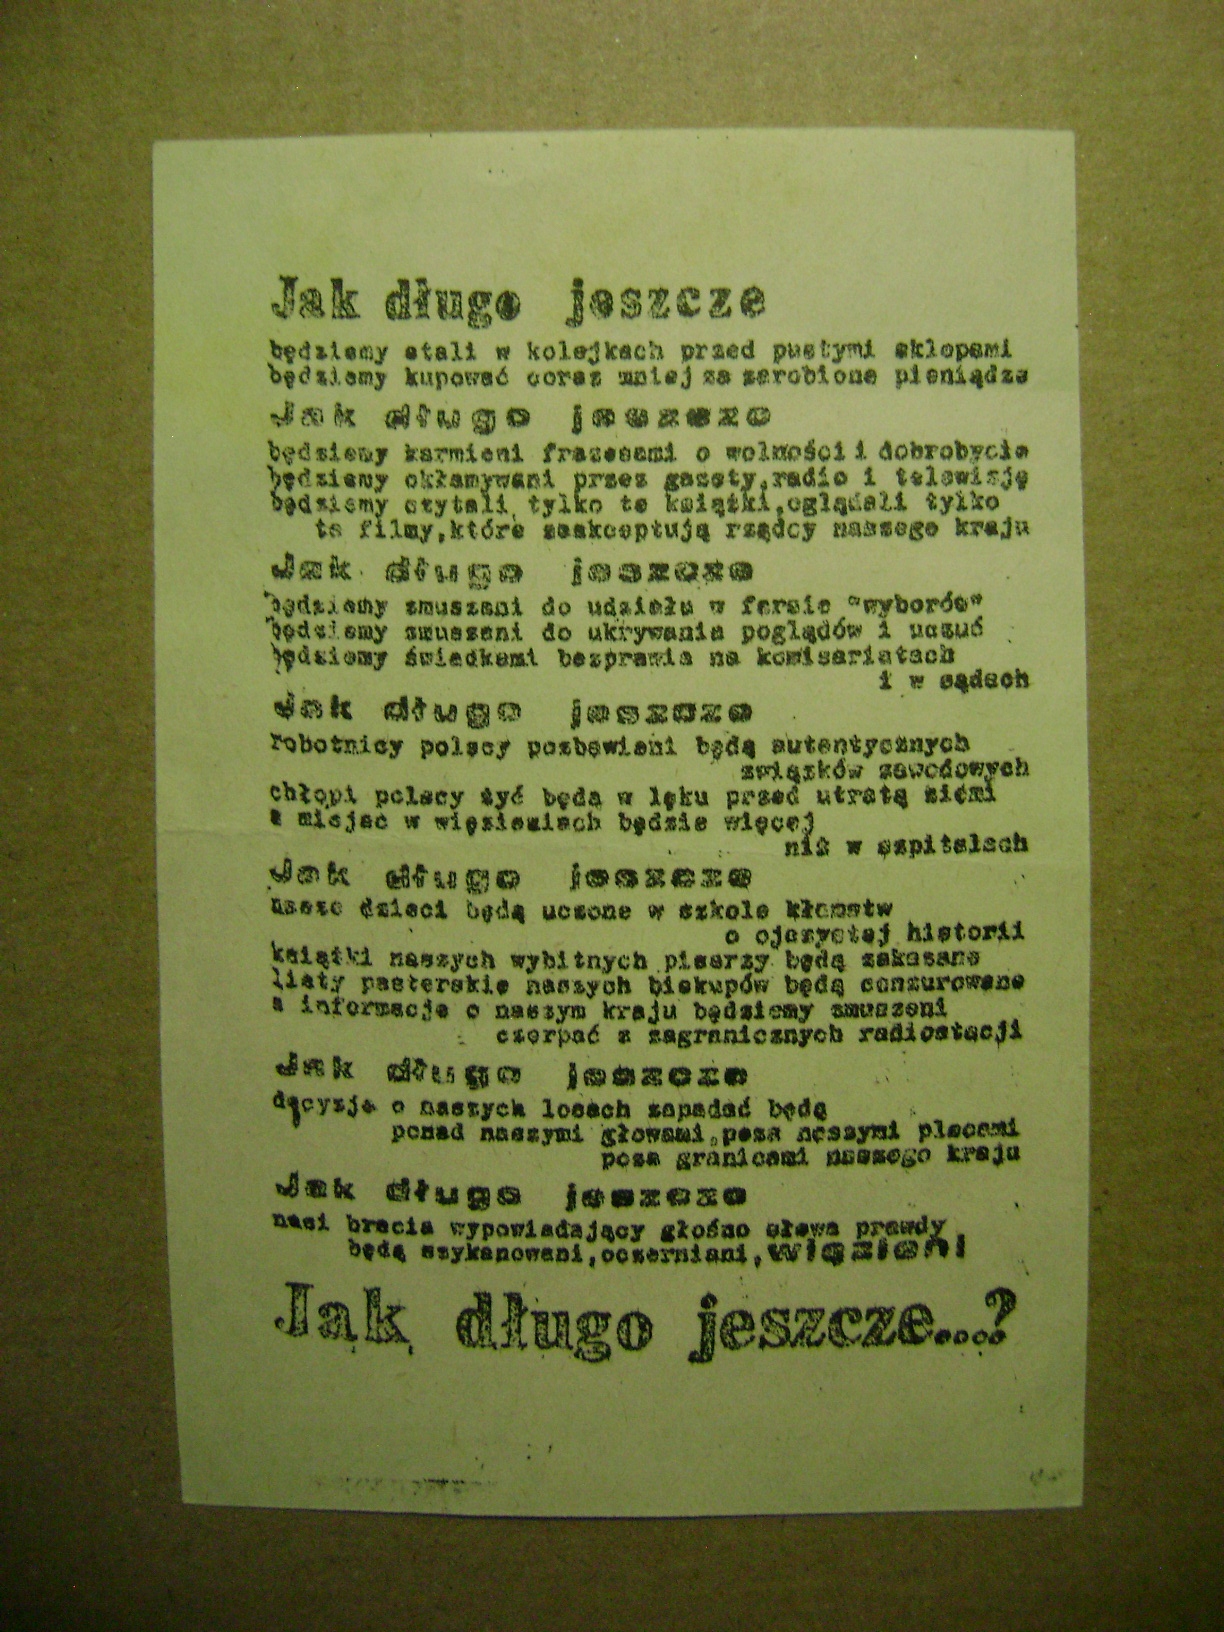 Jak długo jeszcze
będziemy stali w kolejkach przed pustymi sklepami
będziemy kupować coraz mniej za zarobione pieniądze
Jak długo jeszcze
będziemy karmieni frazesami o wolności i dobrobycie
będziemy okłamywani przez gazety,radio i telewizję
będziemy czytali tylko te książki,oglądali tylko
te filmy,które zaakceptują rządcy naszego kraju
Jak długo jeszcze
będziemy zmuszani do udziału w farsie "wyborów"
będziemy zmuszani do ukrywania poglądów i uczuć
będziemy świadkami bezprawia na komisariatach
i w sądach
Jak długo jeszcze
robotnicy polscy pozbawieni będą autentycznych
związków zawodowych
chłopi polscy żyć będą w lęku przed utratą ziemi
a miejsc w więzieniach będzie więcej
niż w szpitalach
Jak długo jeszcze
nasze dzieci będą uczone w szkole kłamstw
o ojczystej historii
książki naszych wybitnych pisarzy będą zakazane
listy pasterskie naszych biskupów będą cenzurowane
a informacje o naszym kraju będziemy zmuszeni
czerpać z zagranicznych radiostacji
Jak długo jeszcze
decyzje o naszych losach zapadać będą
ponad naszymi głowami,poza naszymi plecami
poza granicami naszego kraju
Jak długo jeszcze
nasi bracia wypowiadający głośno słowa prawdy
będą szykanowani,oczerniani,więzieni
Jak długo jeszcze....?